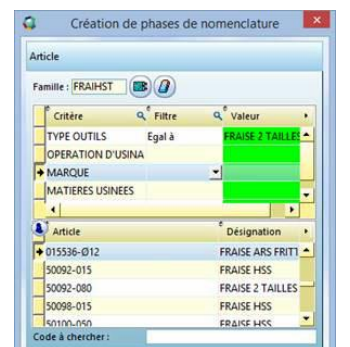 Création de phases de nomenclature
Article
Famille : FRAIHST
Critère Filtre Valeur
TYPE OUTILS Egal à FRAISE 2 TAILLES
OPERATION D'USINA
MARQUE
MATIERES USINEES
Article Désignation
015536-Ø12 FRAISE ARS FRITT
50092-015 FRAISE HSS
50092-080 FRAISE 2 TAILLES
50098-015 FRAISE HSS
50100-050 FRAISE HSS
Code à chercher :